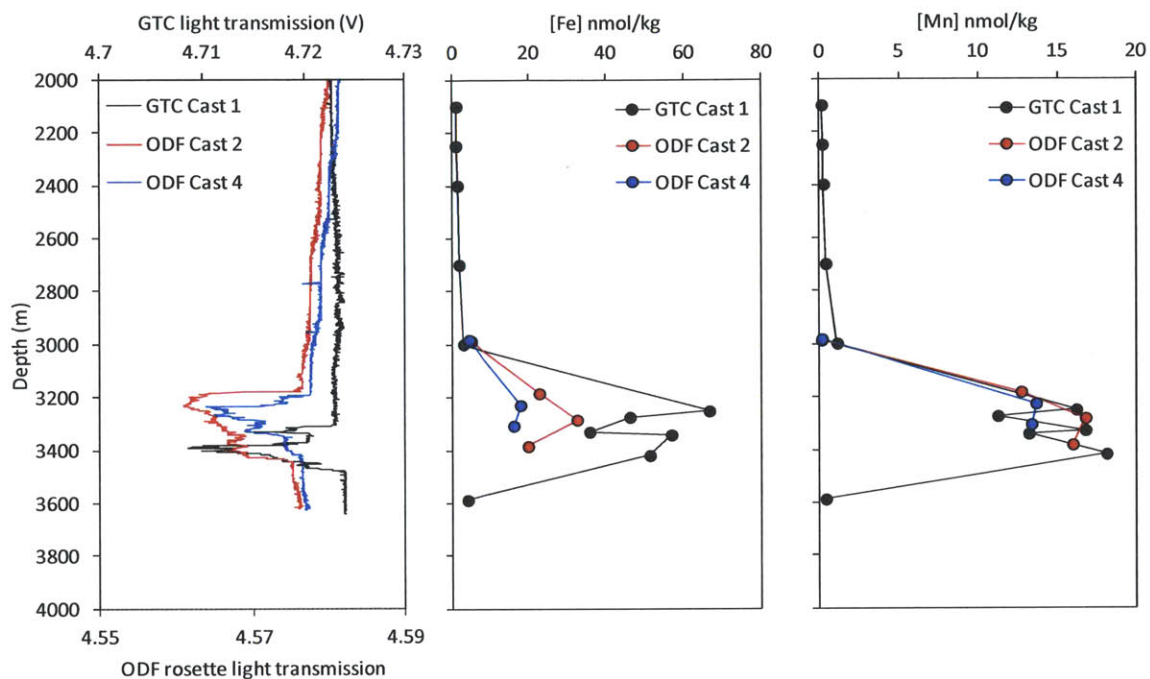 GTC light transmission (V)
4.7 4.71 4.72 4.73
2000
2200
2400
2600
2800
3000
3200
3400
3600
3800
4000
Depth (m)
GTC Cast 1
ODF Cast 2
ODF Cast 4
4.55 4.57 4.59
ODF rosette light transmission
[Fe] nmol/kg
0 20 40 60 80
GTC Cast 1
ODF Cast 2
ODF Cast 4
[Mn] nmol/kg
0 5 10 15 20
GTC Cast 1
ODF Cast 2
ODF Cast 4